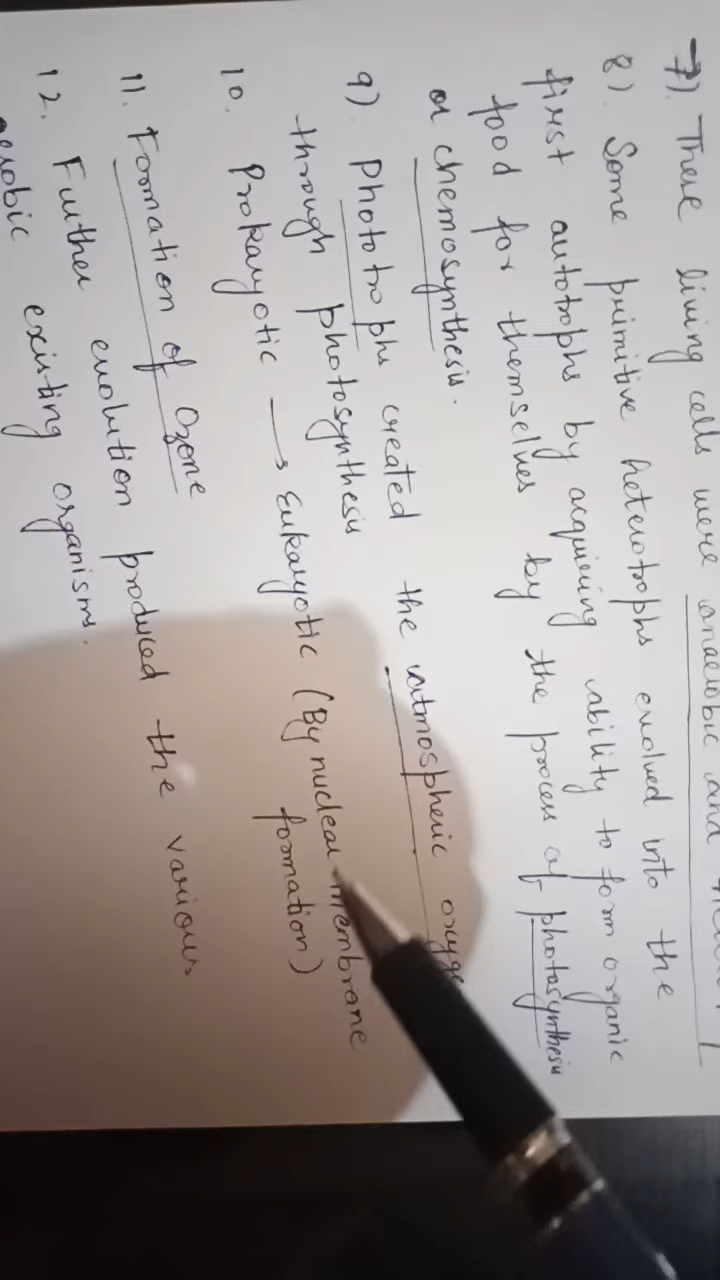 7). These living cells were anaerobic and
8). Some primitive heterotrophs evolved into the
first autotrophs by acquiering ability to form organic
food for themselves by the process of photosynthesis
or chemosynthesis.
9) Phototrophs created the atmospheric oxyge
through photosynthesis
10. Prokaryotic → Eukaryotic (By nuclear membrane
formation)
11. Formation of Ozone
12. Further evolution produced the various
aerobic existing organisms.